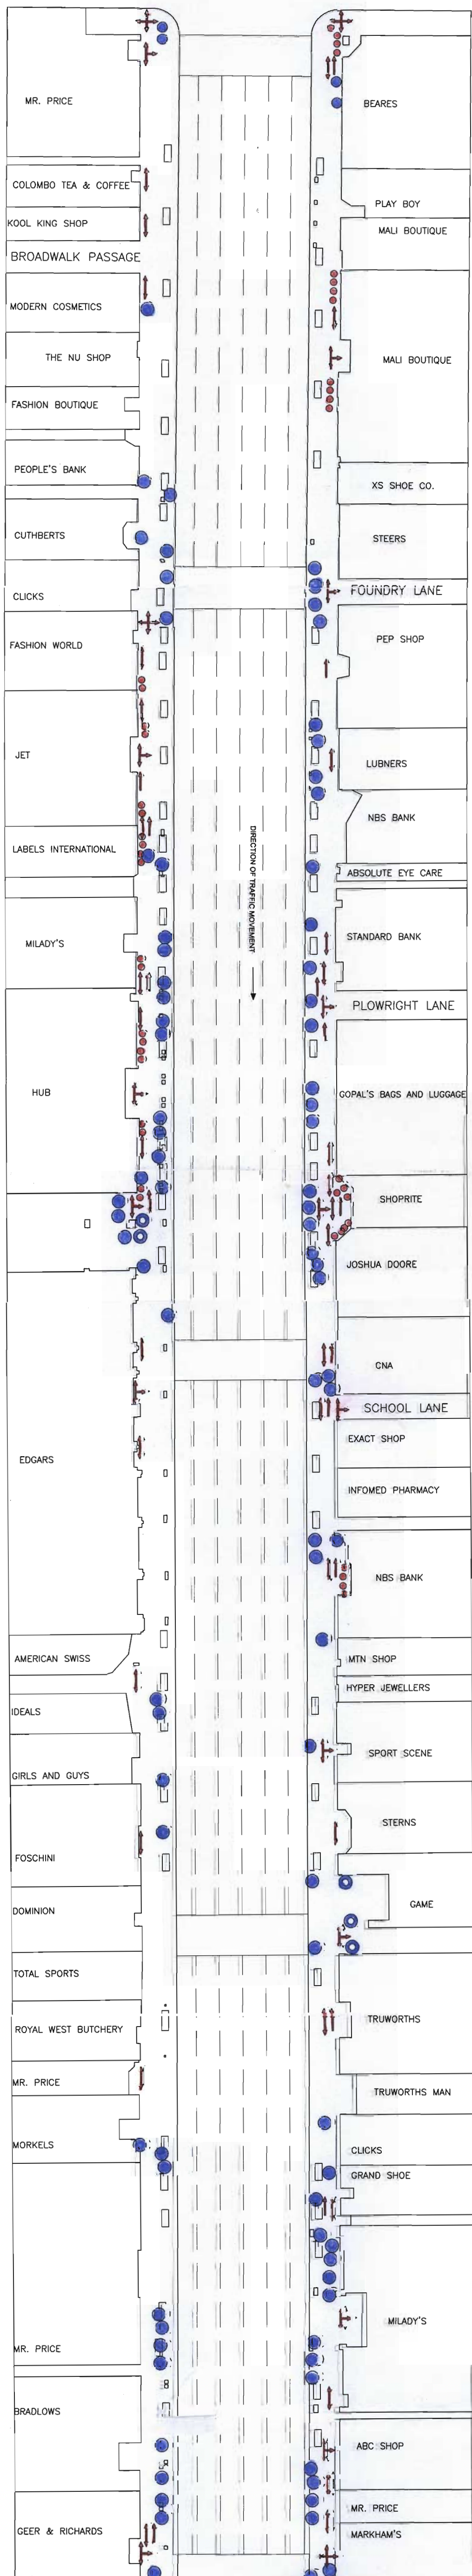 MR. PRICE
COLOMBO TEA & COFFEE
KOOL KING SHOP
BROADWALK PASSAGE
MODERN COSMETICS
THE NU SHOP
FASHION BOUTIQUE
PEOPLE'S BANK
CUTHBERTS
CLICKS
FASHION WORLD
JET
LABELS INTERNATIONAL
MILADY'S
HUB
EDGARS
AMERICAN SWISS
IDEALS
GIRLS AND GUYS
FOSCHINI
DOMINION
TOTAL SPORTS
ROYAL WEST BUTCHERY
MR. PRICE
MORKELS
MR. PRICE
BRADLOWS
GEER & RICHARDS
DIRECTION OF TRAFFIC MOVEMENT
BEARES
PLAY BOY
MALI BOUTIQUE
MALI BOUTIQUE
XS SHOE CO.
STEERS
FOUNDRY LANE
PEP SHOP
LUBNERS
NBS BANK
ABSOLUTE EYE CARE
STANDARD BANK
PLOWRIGHT LANE
GOPAL'S BAGS AND LUGGAGE
SHOPRITE
JOSHUA DOORE
CNA
SCHOOL LANE
EXACT SHOP
INFOMED PHARMACY
NBS BANK
MTN SHOP
HYPER JEWELLERS
SPORT SCENE
STERNS
GAME
TRUWORTHS
TRUWORTHS MAN
CLICKS
GRAND SHOE
MILADY'S
ABC SHOP
MR. PRICE
MARKHAM'S